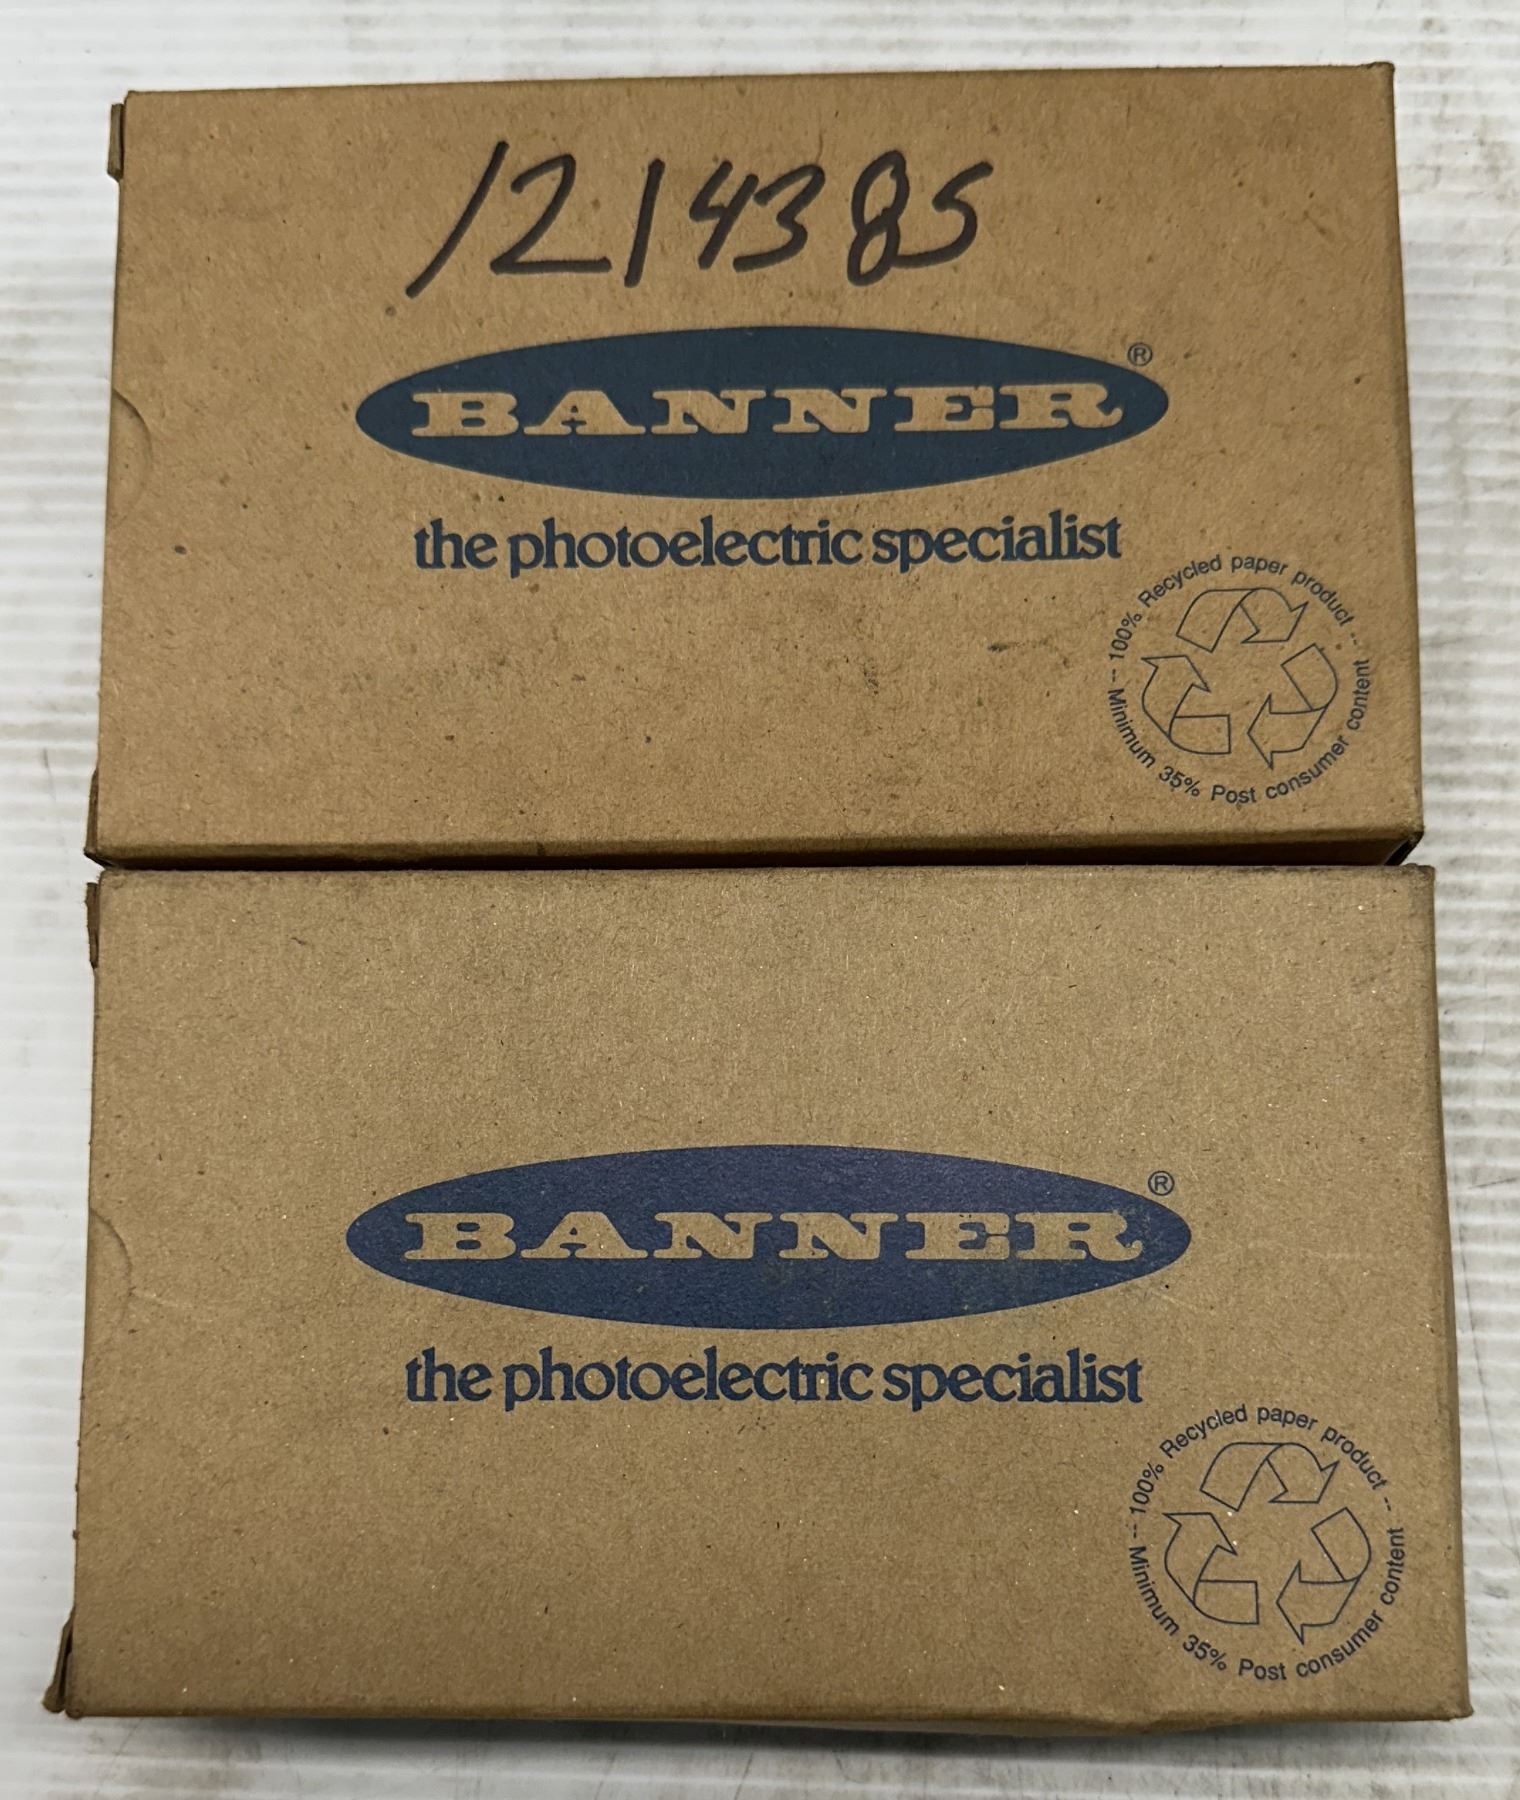 1214385
BANNER®
the photoelectric specialist
-- 100% Recycled paper product --
Minimum 35% Post consumer content
BANNER®
the photoelectric specialist
-- 100% Recycled paper product --
Minimum 35% Post consumer content